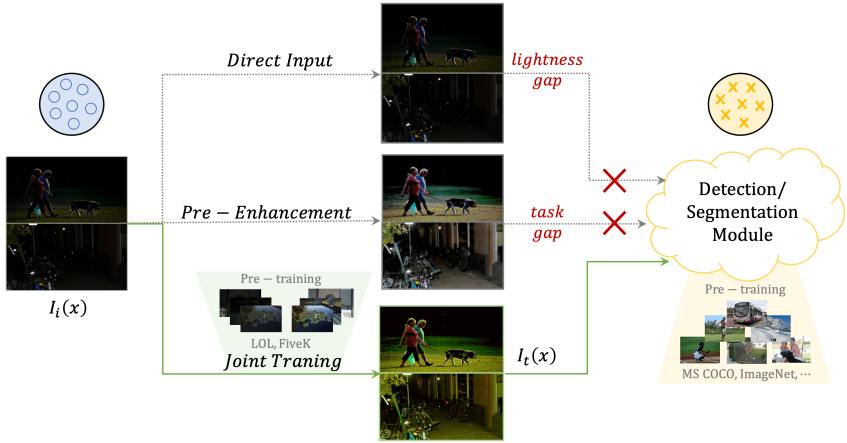 Direct Input
lightness
gap
Detection/
Segmentation
Module
Pre − Enhancement
task
gap
I_i(x)
Pre − training
LOL, FiveK
Joint Traning
I_t(x)
Pre − training
MS COCO, ImageNet, ⋯